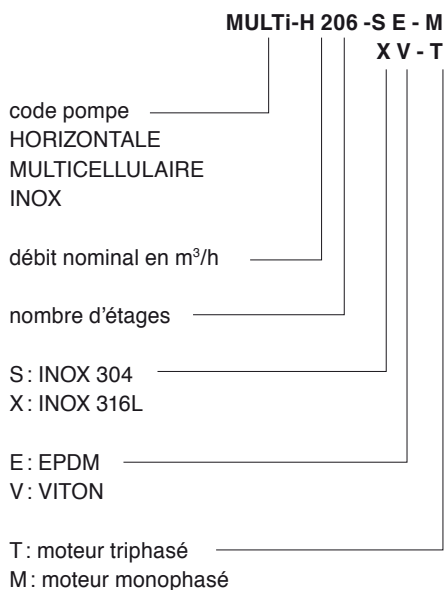 MULTi-H 206 -S E - M
X V - T
code pompe
HORIZONTALE
MULTICELLULAIRE
INOX
débit nominal en m³/h
nombre d'étages
S : INOX 304
X : INOX 316L
E : EPDM
V : VITON
T : moteur triphasé
M : moteur monophasé